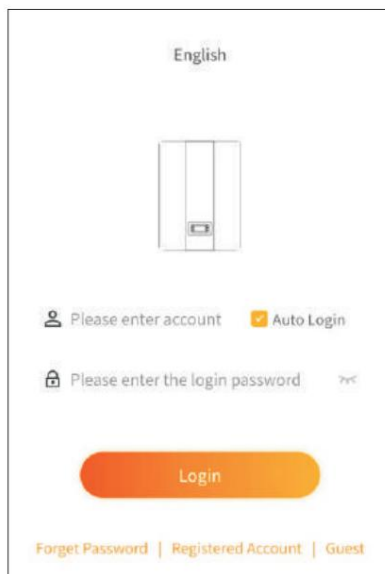 English
Please enter account Auto Login
Please enter the login password
Login
Forget Password | Registered Account | Guest